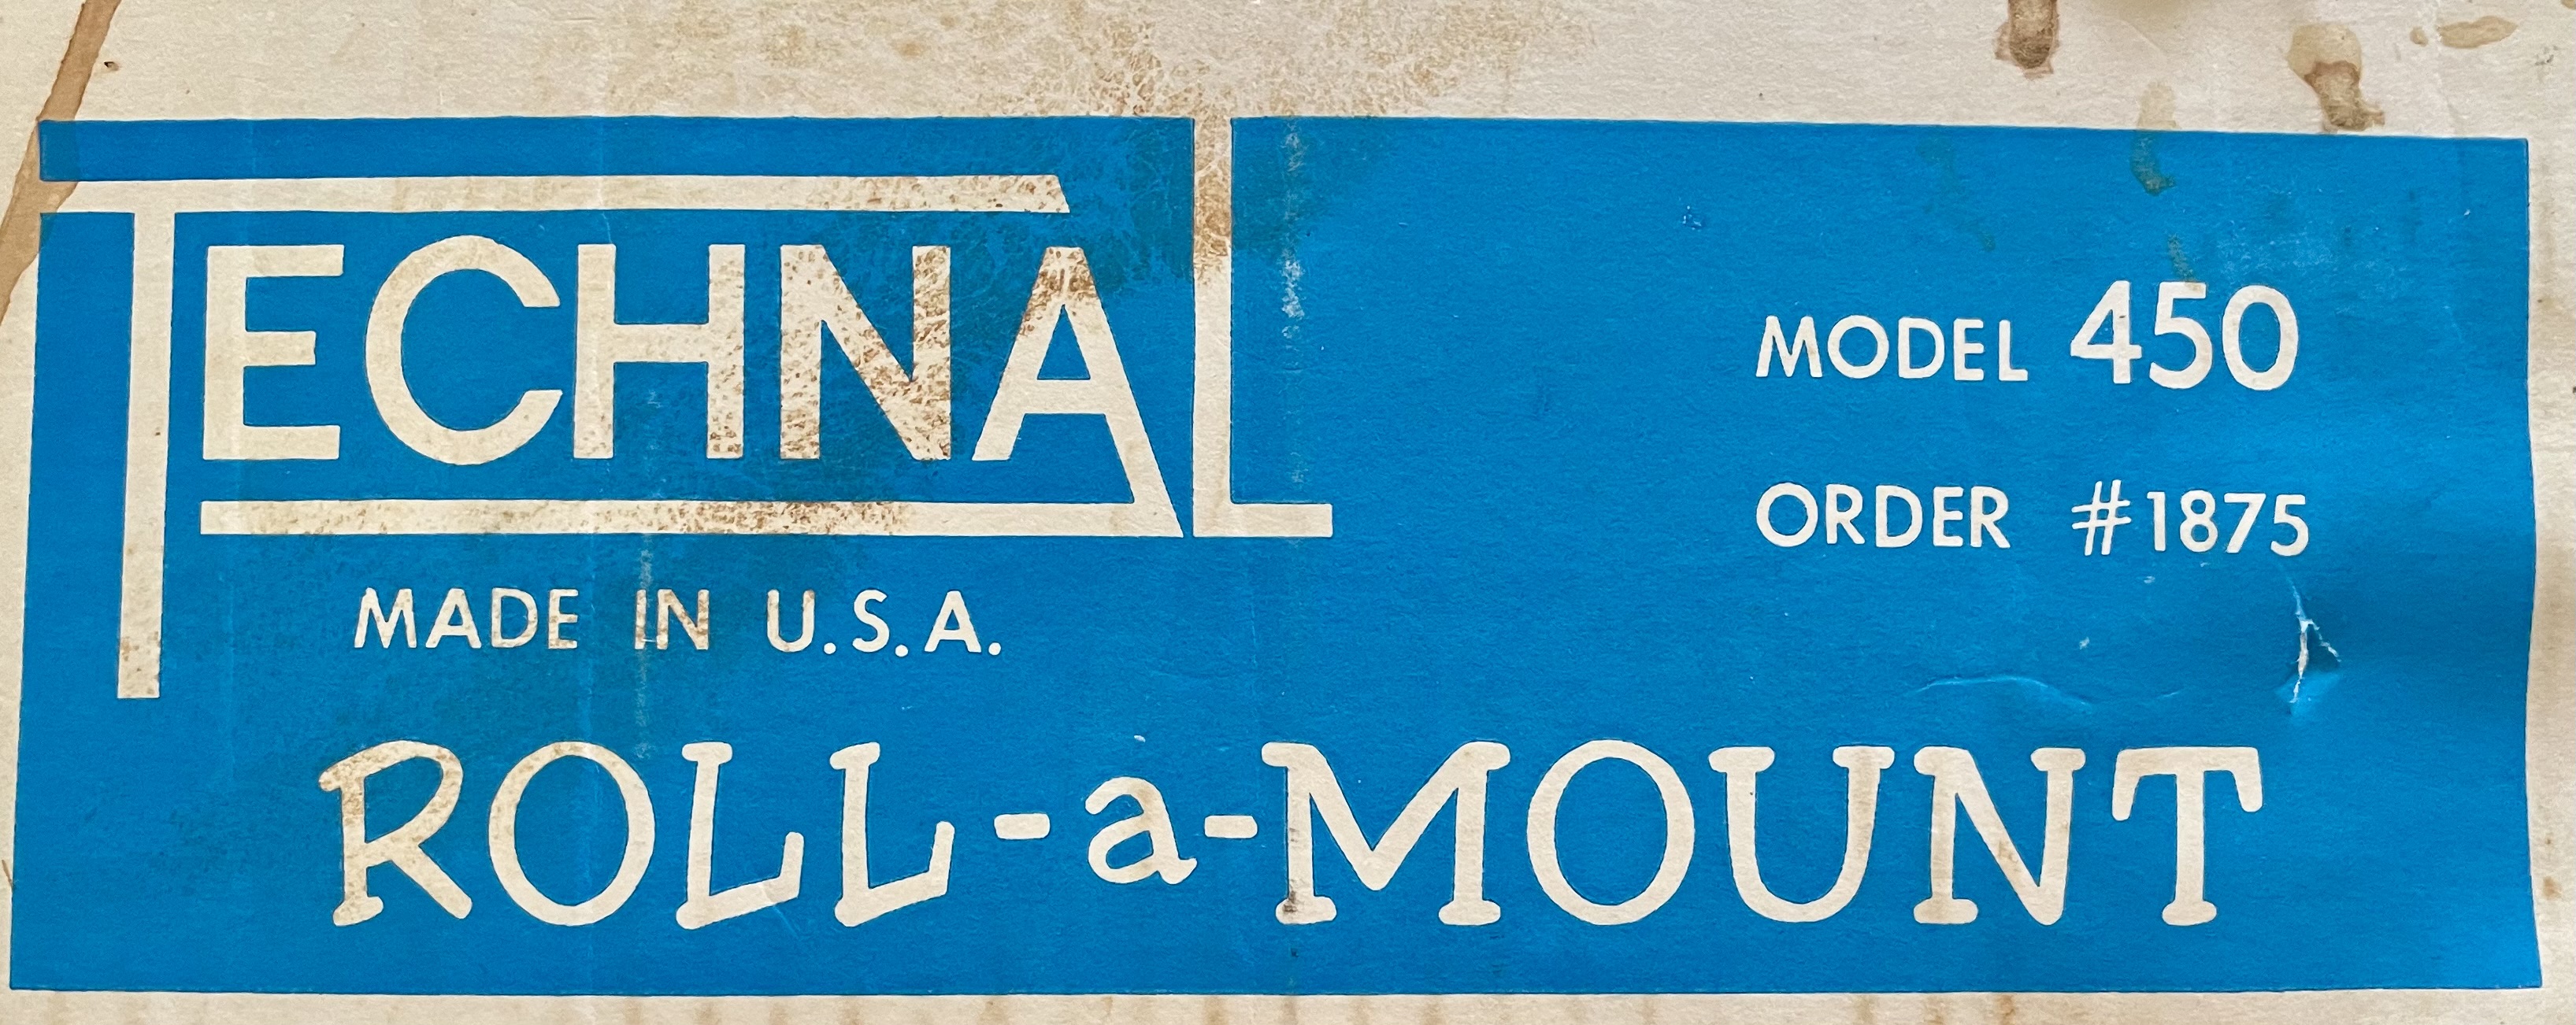 TECHNAL
MADE IN U.S.A.
MODEL 450
ORDER #1875
ROLL-a-MOUNT